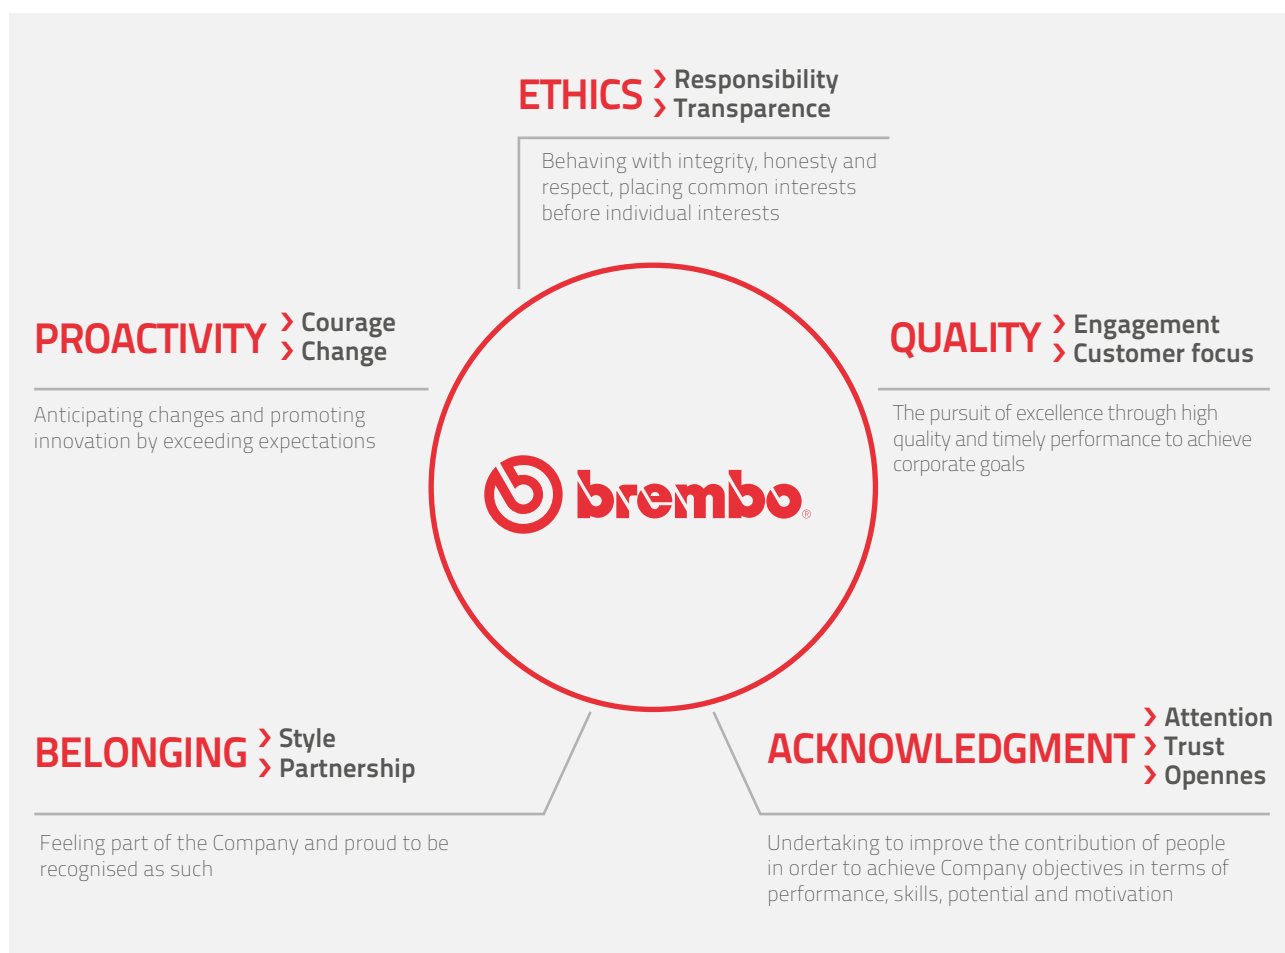 ETHICS
Responsibility
Transparence
Behaving with integrity, honesty and
respect, placing common interests
before individual interests
PROACTIVITY
Courage
Change
Anticipating changes and promoting
innovation by exceeding expectations
QUALITY
Engagement
Customer focus
The pursuit of excellence through high
quality and timely performance to achieve
corporate goals
brembo®
BELONGING
Style
Partnership
Feeling part of the Company and proud to be
recognised as such
ACKNOWLEDGMENT
Attention
Trust
Opennes
Undertaking to improve the contribution of people
in order to achieve Company objectives in terms of
performance, skills, potential and motivation